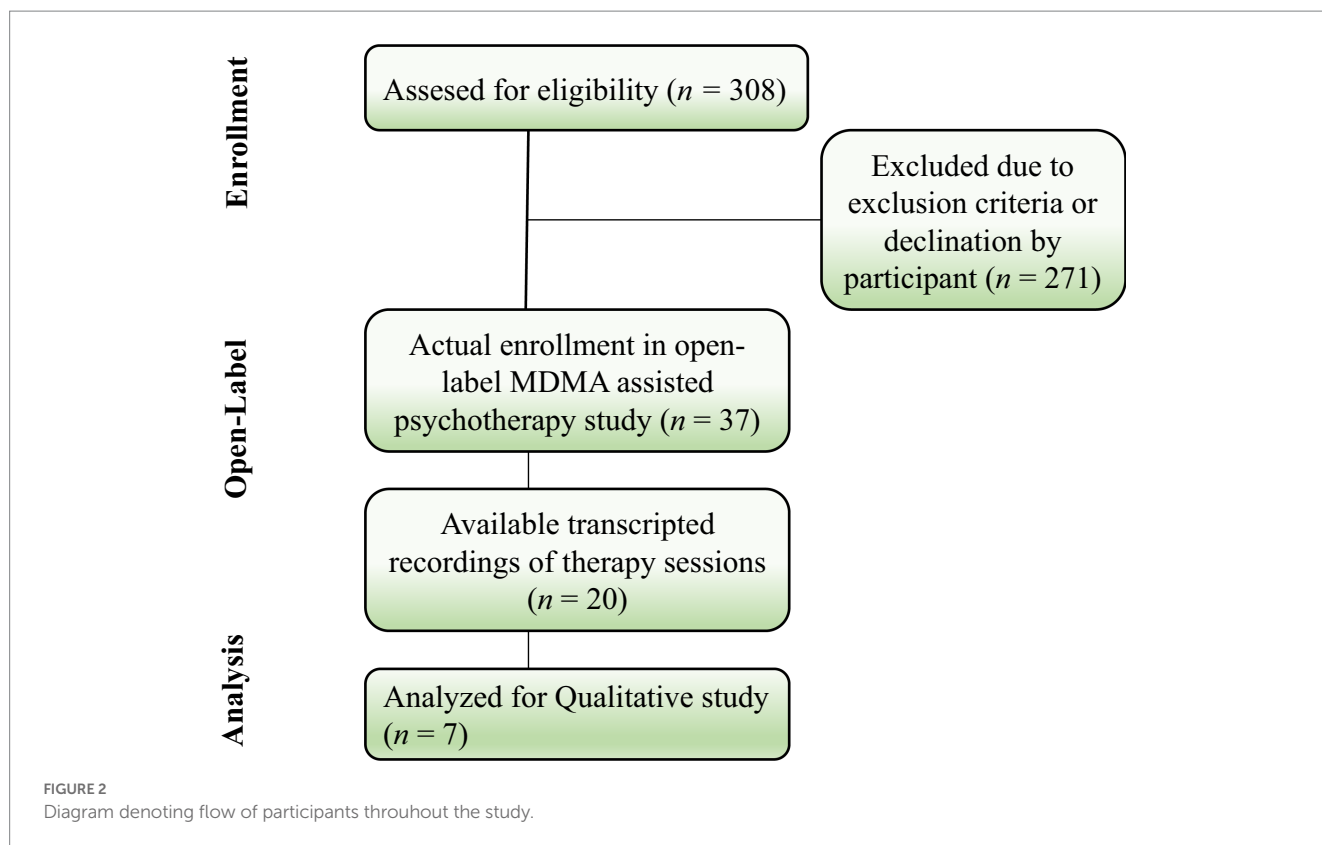 Enrollment
Assesed for eligibility (n = 308)
Excluded due to
exclusion criteria or
declination by
participant (n = 271)
Open-Label
Actual enrollment in open-
label MDMA assisted
psychotherapy study (n = 37)
Available transcripted
recordings of therapy sessions
(n = 20)
Analysis
Analyzed for Qualitative study
(n = 7)
FIGURE 2
Diagram denoting flow of participants throuhout the study.